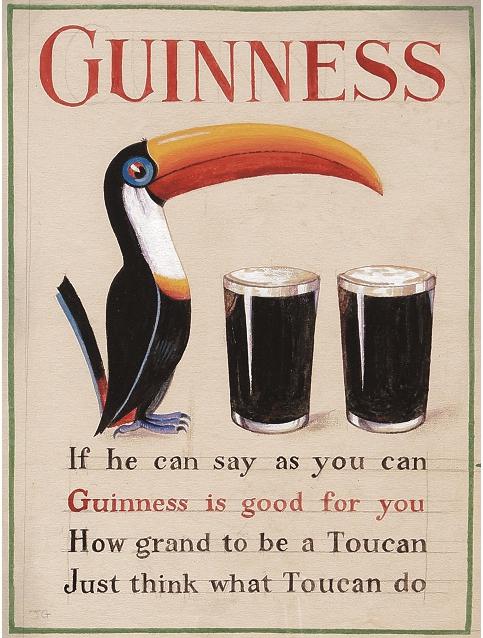 GUINNESS
If he can say as you can
Guinness is good for you
How grand to be a Toucan
Just think what Toucan do
JG